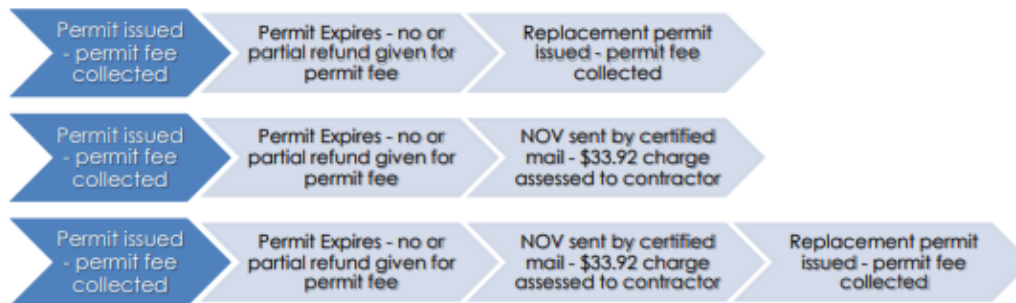 Permit issued
- permit fee
collected
Permit Expires - no or
partial refund given for
permit fee
Replacement permit
issued - permit fee
collected
Permit issued
- permit fee
collected
Permit Expires - no or
partial refund given for
permit fee
NOV sent by certified
mail - $33.92 charge
assessed to contractor
Permit issued
- permit fee
collected
Permit Expires - no or
partial refund given for
permit fee
NOV sent by certified
mail - $33.92 charge
assessed to contractor
Replacement permit
issued - permit fee
collected